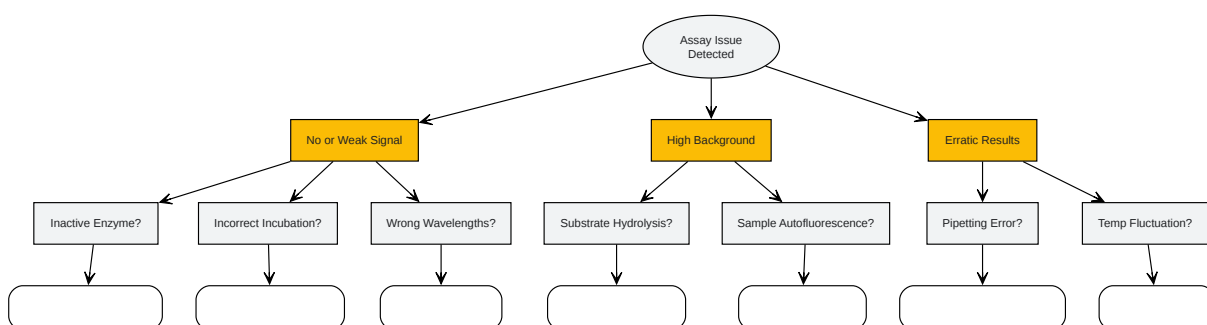 Assay Issue
Detected
No or Weak Signal
High Background
Erratic Results
Inactive Enzyme?
Incorrect Incubation?
Wrong Wavelengths?
Substrate Hydrolysis?
Sample Autofluorescence?
Pipetting Error?
Temp Fluctuation?